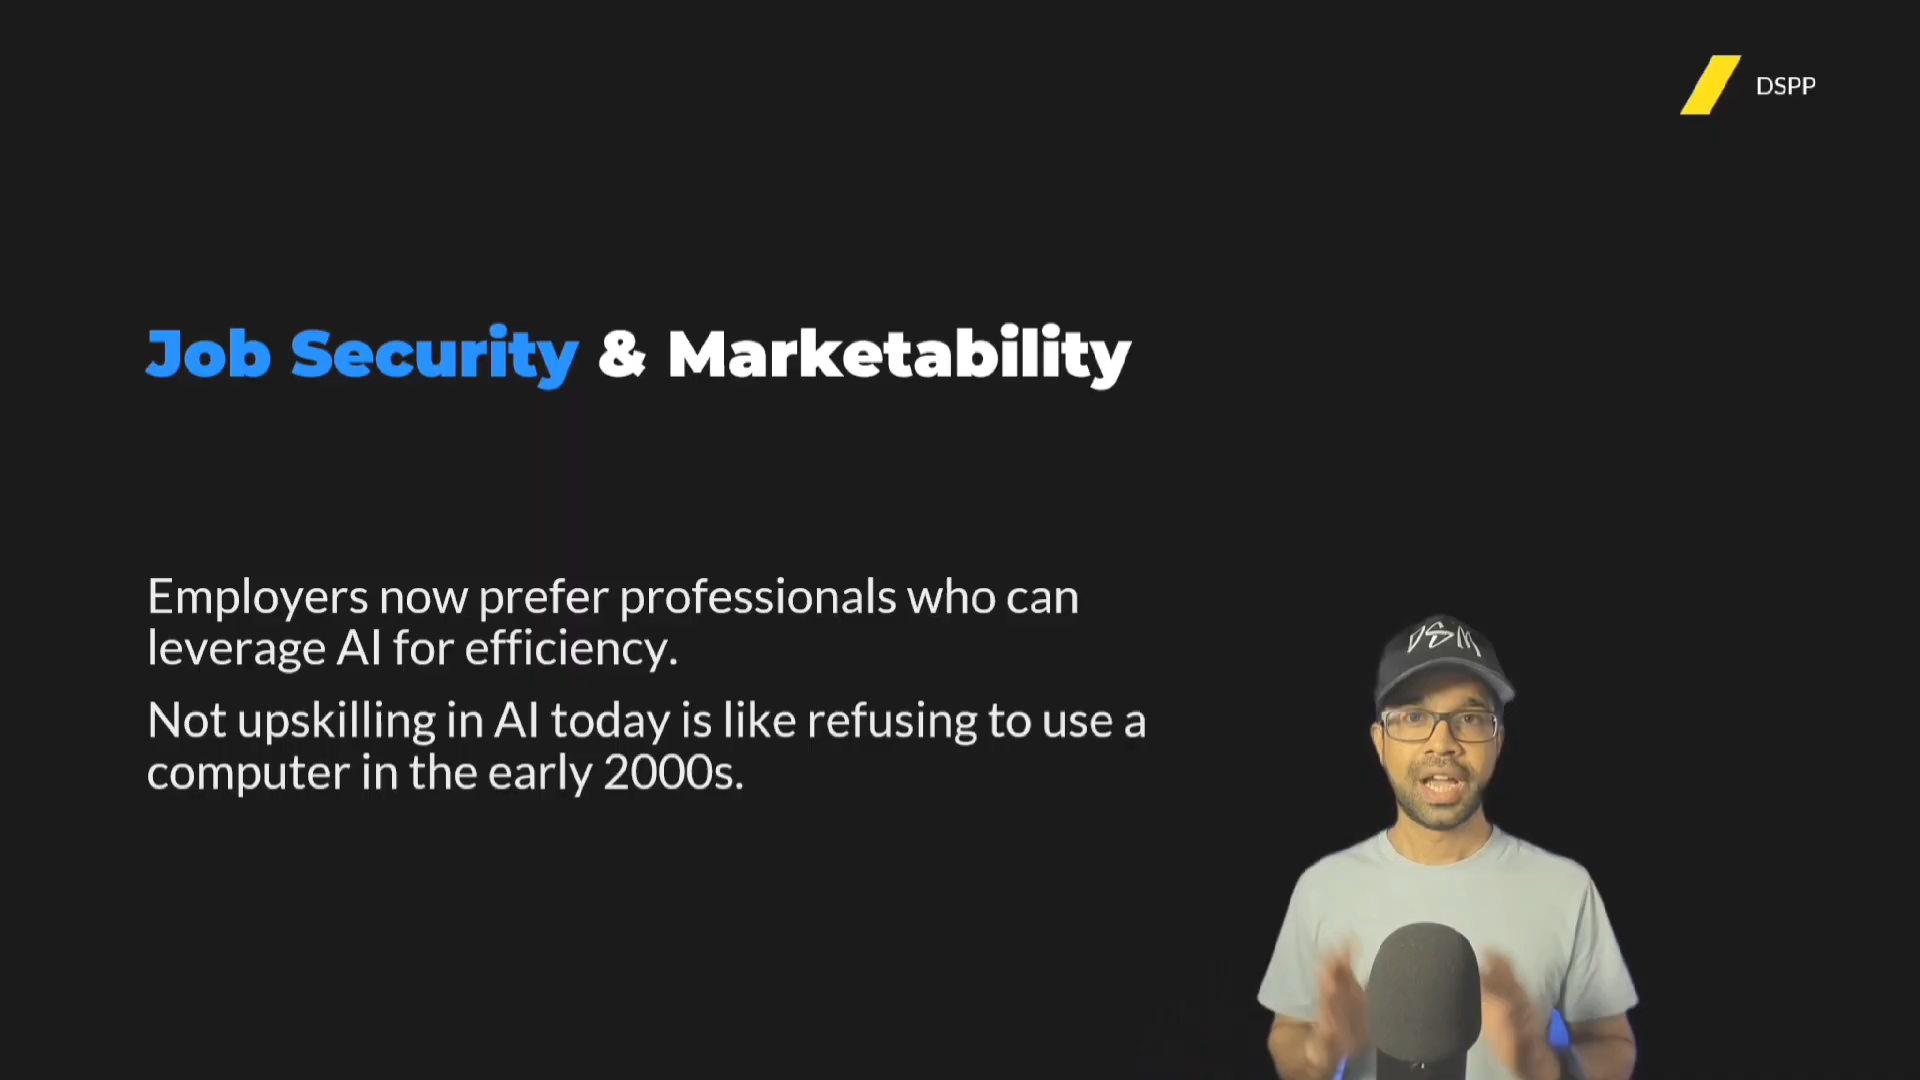 DSPP
Job Security & Marketability
Employers now prefer professionals who can
leverage AI for efficiency.
Not upskilling in AI today is like refusing to use a
computer in the early 2000s.
DSM